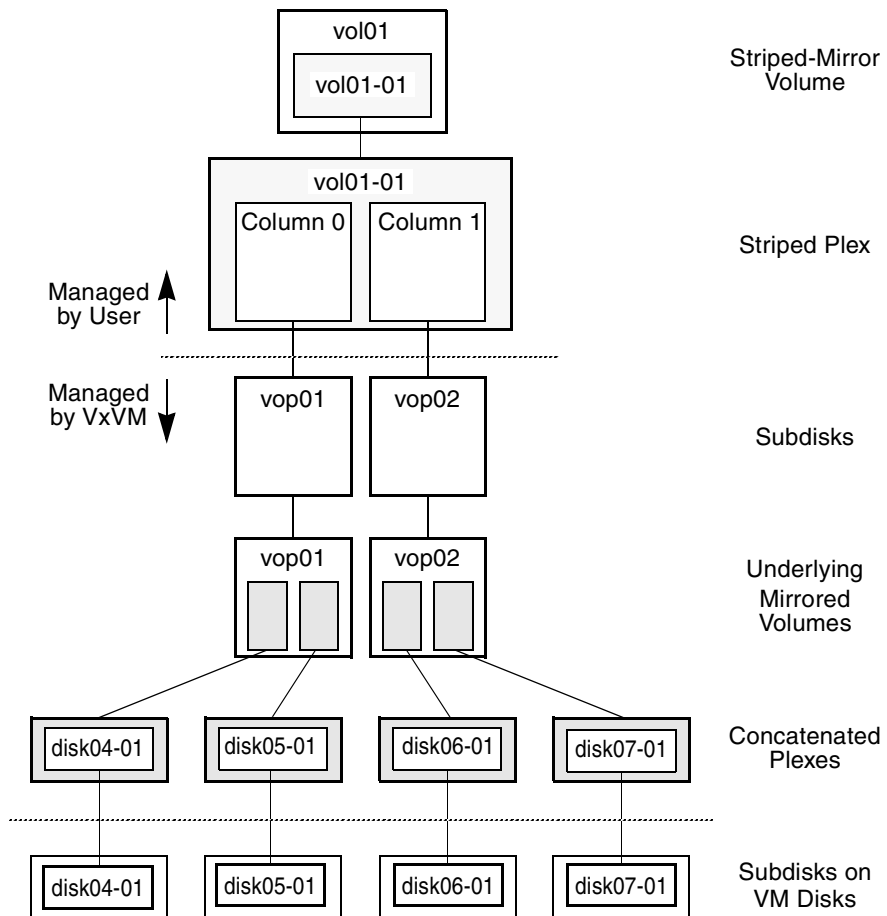 vol01
Striped-Mirror
Volume
vol01-01
vol01-01
Column 0
Column 1
Striped Plex
Managed
by User
Managed
by VxVM
vop01
vop02
Subdisks
vop01
vop02
Underlying
Mirrored
Volumes
disk04-01
disk05-01
disk06-01
disk07-01
Concatenated
Plexes
disk04-01
disk05-01
disk06-01
disk07-01
Subdisks on
VM Disks